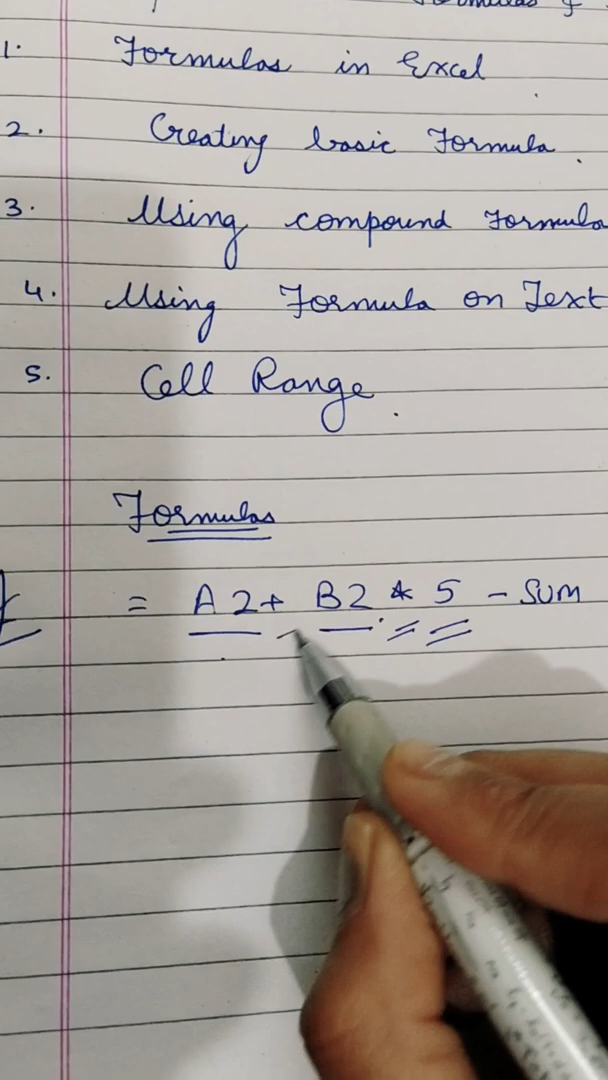 1. Formulas in Excel
2. Creating basic Formula.
3. Using compound Formula
4. Using Formula on Text
5. Cell Range.
Formulas
= A2+ B2 * 5 - SUM